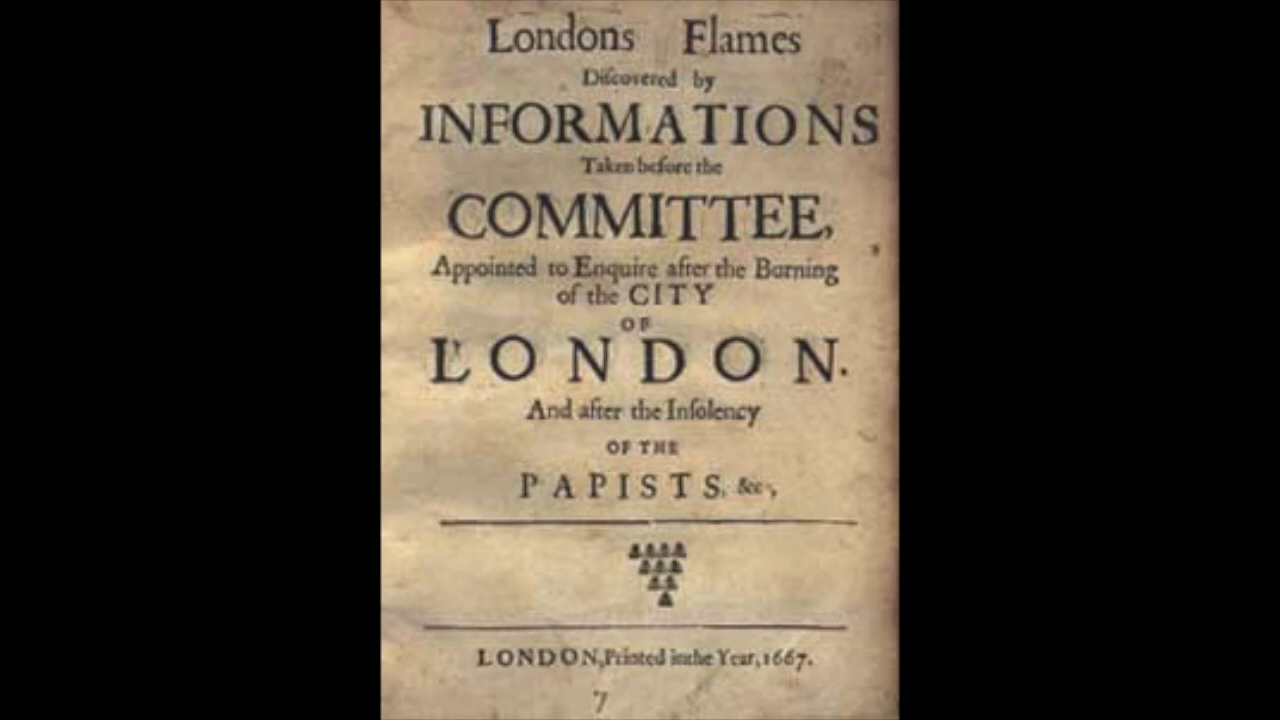 Londons Flames
Diſcovered by
INFORMATIONS
Taken before the
COMMITTEE,
Appointed to Enquire after the Burning
of the CITY
OF
LONDON.
And after the Inſolency
OF THE
PAPISTS, &c.,
LONDON, Printed in the Year, 1667.
7